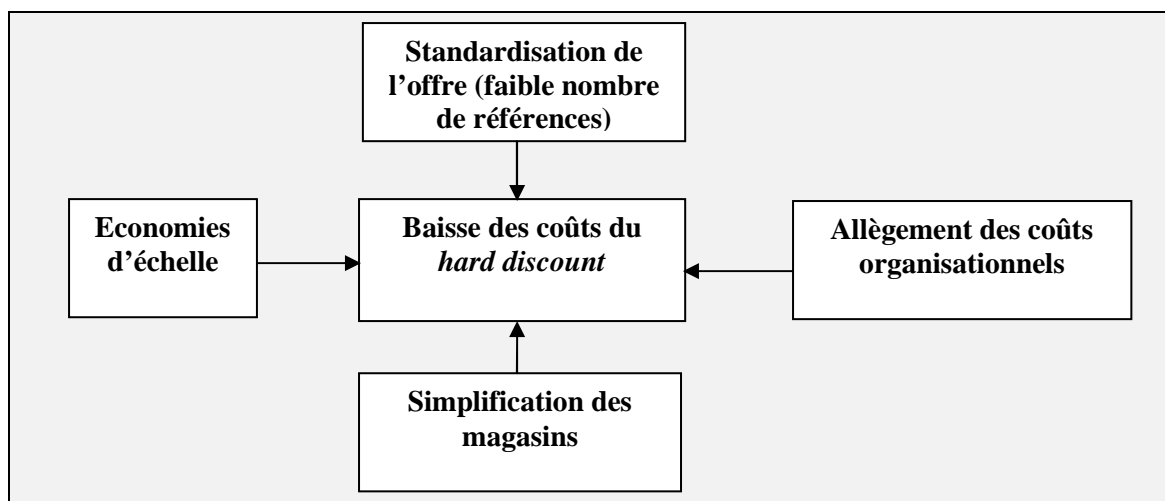 Standardisation de
l’offre (faible nombre
de références)
Economies
d’échelle
Baisse des coûts du
hard discount
Allègement des coûts
organisationnels
Simplification des
magasins